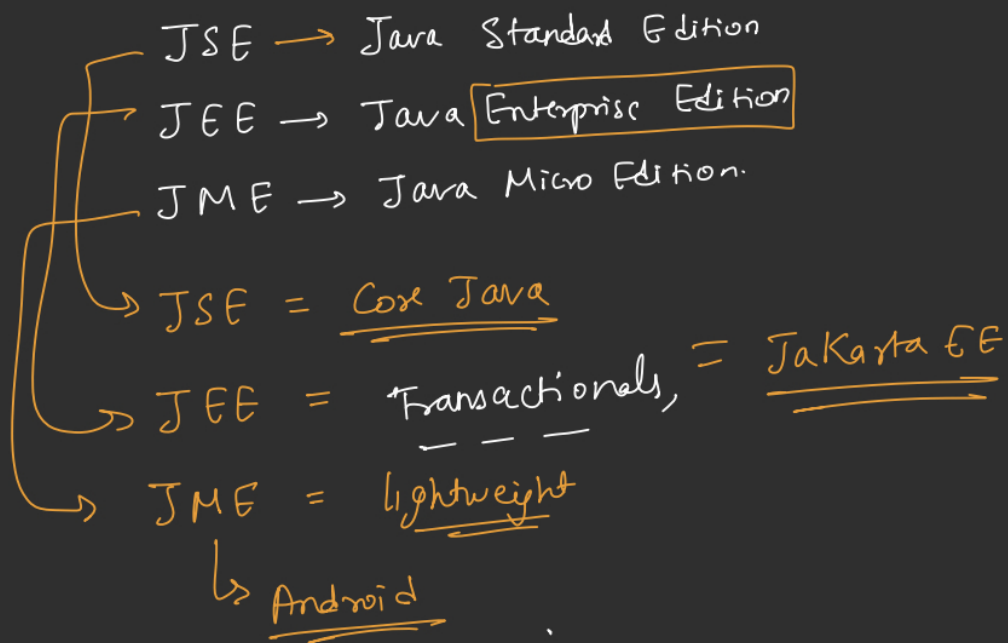 JSE → Java Standard Edition
JEE → Java Enterprise Edition
JME → Java Micro Edition.
JSE = Core Java
JEE = Transactionals, = Jakarta EE
JME = lightweight
Android